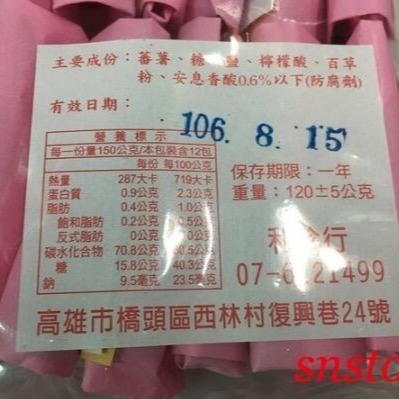 主要成份：蕃薯、糖、鹽、檸檬酸、百草
粉、安息香酸0.6%以下(防腐劑)
有效日期：
106. 8. 15
營養標示
每一份量150公克/本包裝含12包
每份 每100公克
熱量 287大卡 719大卡
蛋白質 0.9公克 2.3公克
脂肪 0.4公克 1.0公克
飽和脂肪 0.2公克 0.5公克
反式脂肪 0公克
碳水化合物 70.8公克
糖 15.8公克 40.3公克
鈉 9.5毫克 23.5毫克
保存期限：一年
重量：120±5公克
行
21499
高雄市橋頭區西林村復興巷24號